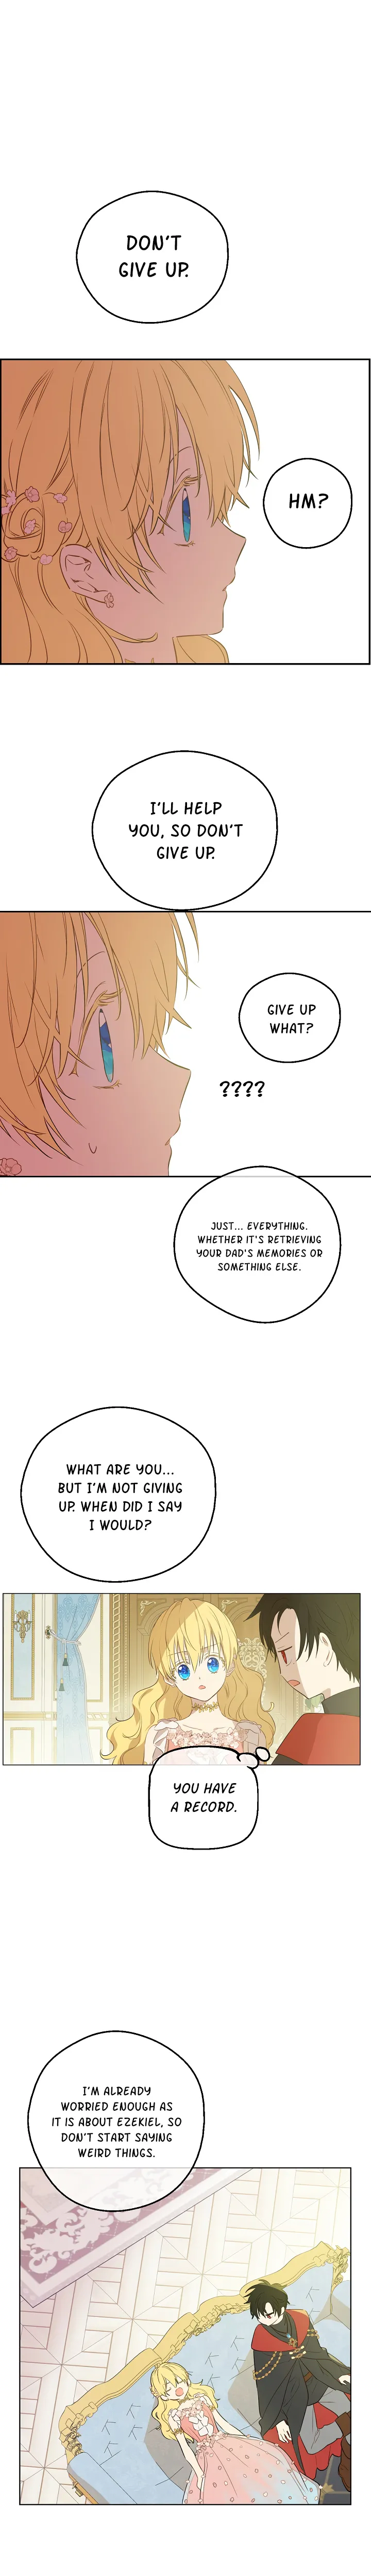 DON'T
GIVE UP.
HM?
I'LL HELP
YOU, SO DON'T
GIVE UP.
GIVE UP
WHAT?
????
JUST... EVERYTHING.
WHETHER IT'S RETRIEVING
YOUR DAD'S MEMORIES OR
SOMETHING ELSE.
WHAT ARE YOU...
BUT I'M NOT GIVING
UP. WHEN DID I SAY
I WOULD?
YOU HAVE
A RECORD.
I'M ALREADY
WORRIED ENOUGH AS
IT IS ABOUT EZEKIEL, SO
DON'T START SAYING
WEIRD THINGS.